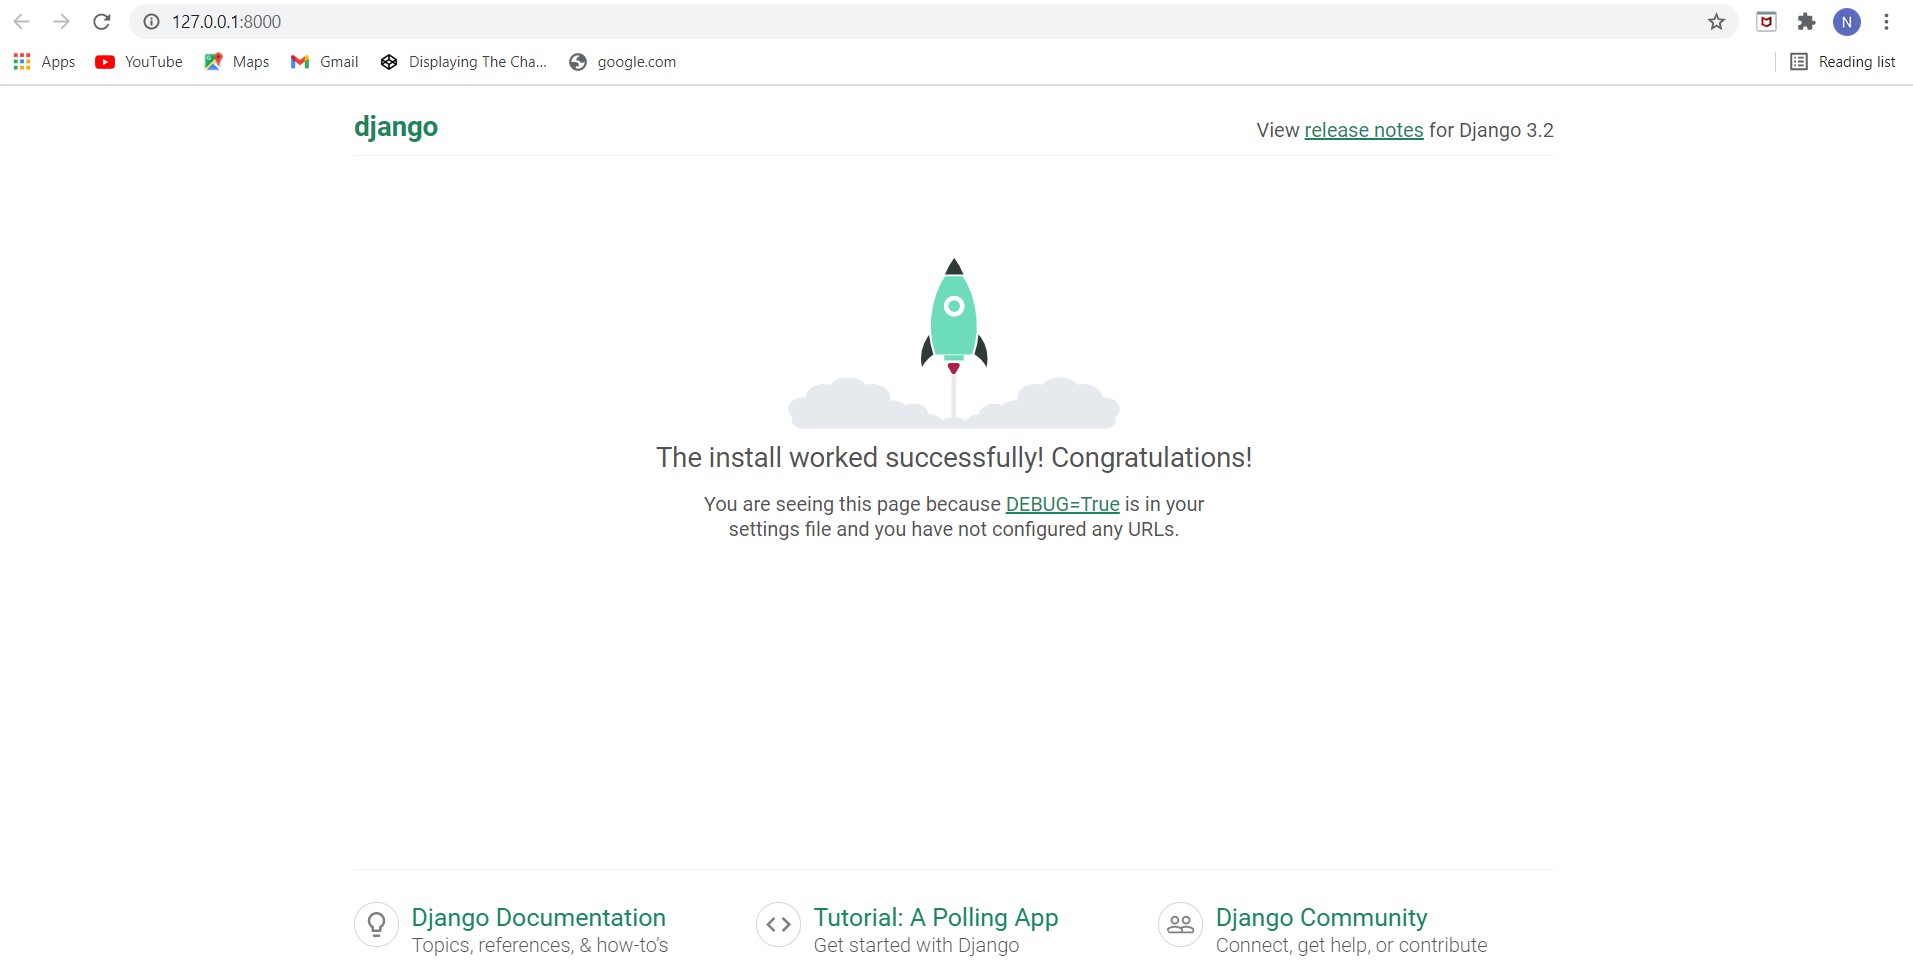 127.0.0.1:8000
N
Apps YouTube Maps Gmail Displaying The Cha... google.com Reading list
django View release notes for Django 3.2
The install worked successfully! Congratulations!
You are seeing this page because DEBUG=True is in your
settings file and you have not configured any URLs.
Django Documentation
Topics, references, & how-to's
Tutorial: A Polling App
Get started with Django
Django Community
Connect, get help, or contribute